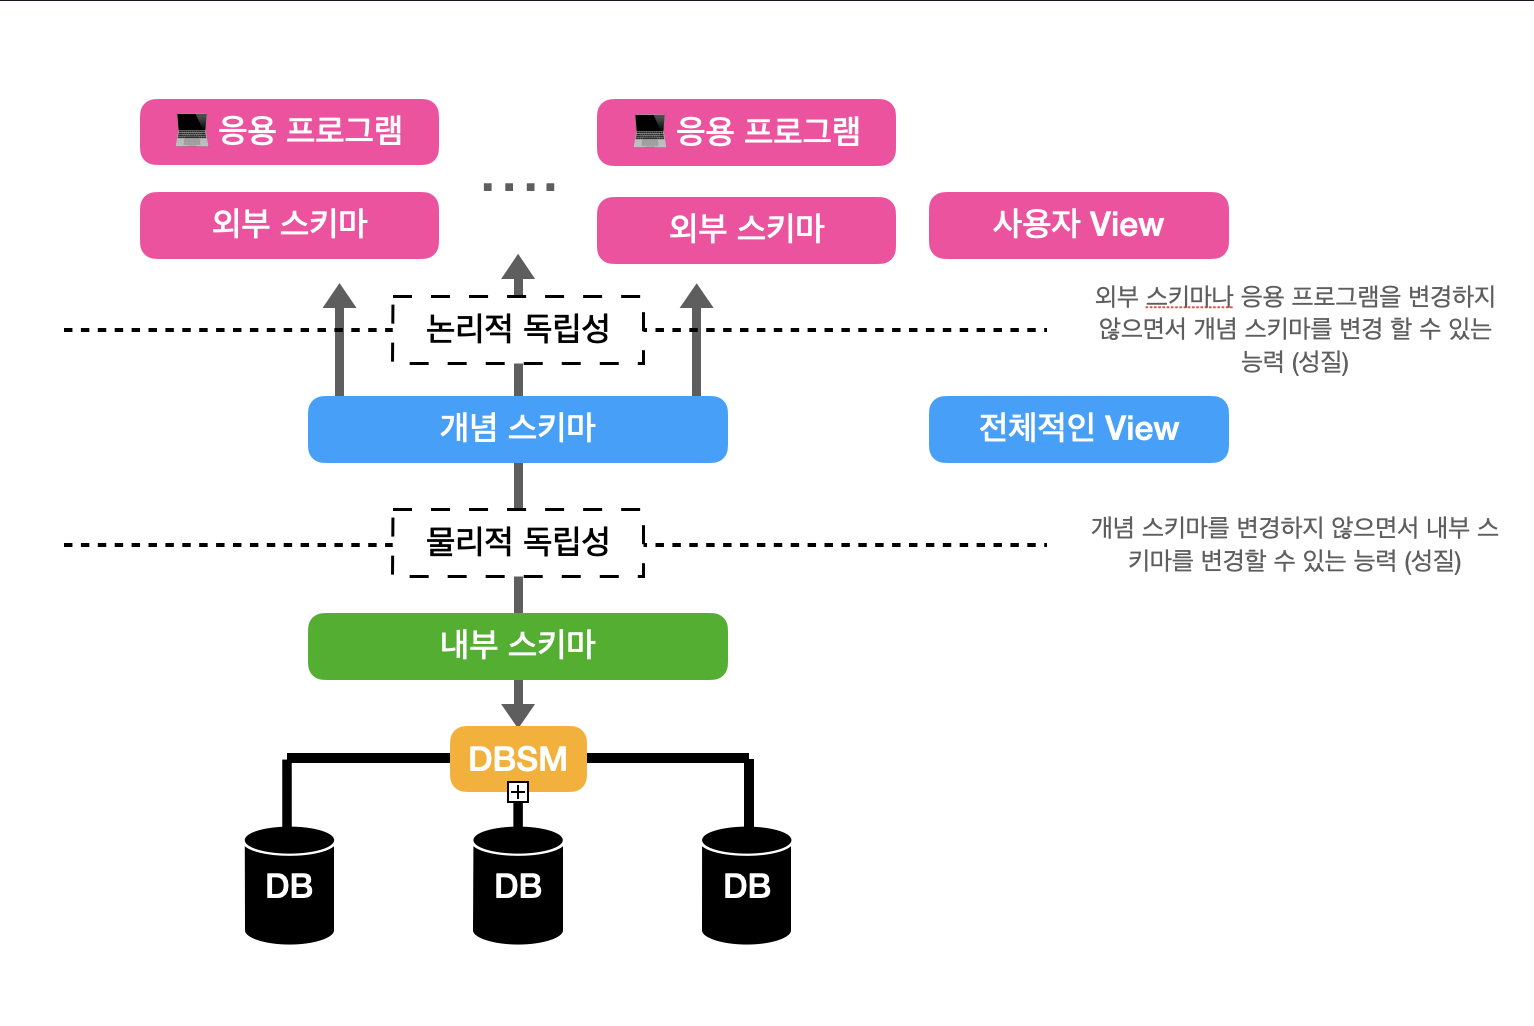 응용 프로그램
응용 프로그램
....
외부 스키마
외부 스키마
사용자 View
외부 스키마나 응용 프로그램을 변경하지
않으면서 개념 스키마를 변경 할 수 있는
능력 (성질)
논리적 독립성
개념 스키마
전체적인 View
물리적 독립성
개념 스키마를 변경하지 않으면서 내부 스
키마를 변경할 수 있는 능력 (성질)
내부 스키마
DBSM
DB
DB
DB